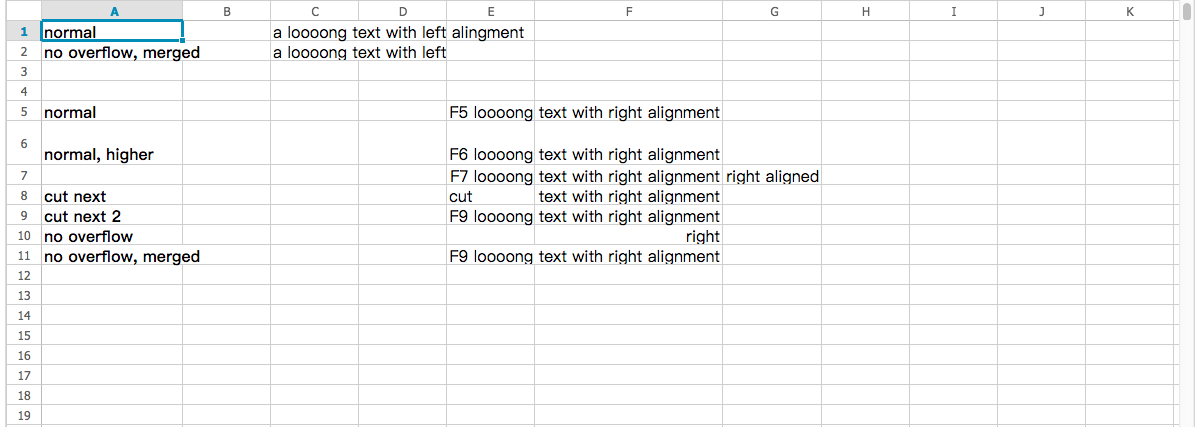 A B C D E F G H I J K
1 normal a loooong text with left alingment
2 no overflow, merged a loooong text with left
3
4
5 normal F5 loooong text with right alignment
6 normal, higher F6 loooong text with right alignment
7 F7 loooong text with right alignment right aligned
8 cut next cut text with right alignment
9 cut next 2 F9 loooong text with right alignment
10 no overflow right
11 no overflow, merged F9 loooong text with right alignment
12
13
14
15
16
17
18
19